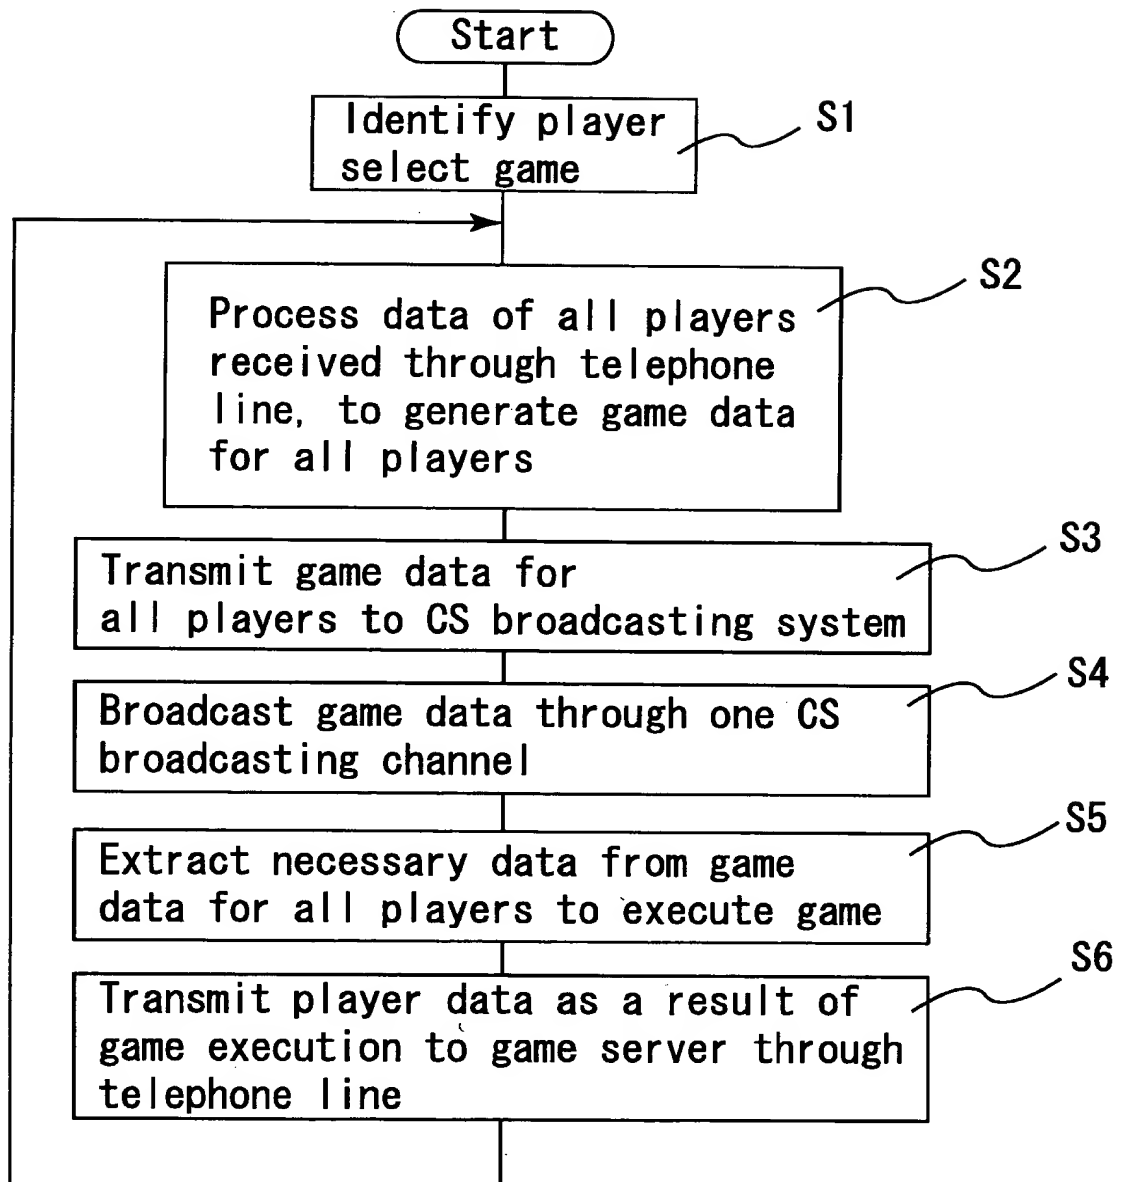 Start
Identify player
select game
S1
Process data of all players
received through telephone
line, to generate game data
for all players
S2
Transmit game data for
all players to CS broadcasting system
S3
Broadcast game data through one CS
broadcasting channel
S4
Extract necessary data from game
data for all players to execute game
S5
Transmit player data as a result of
game execution to game server through
telephone line
S6